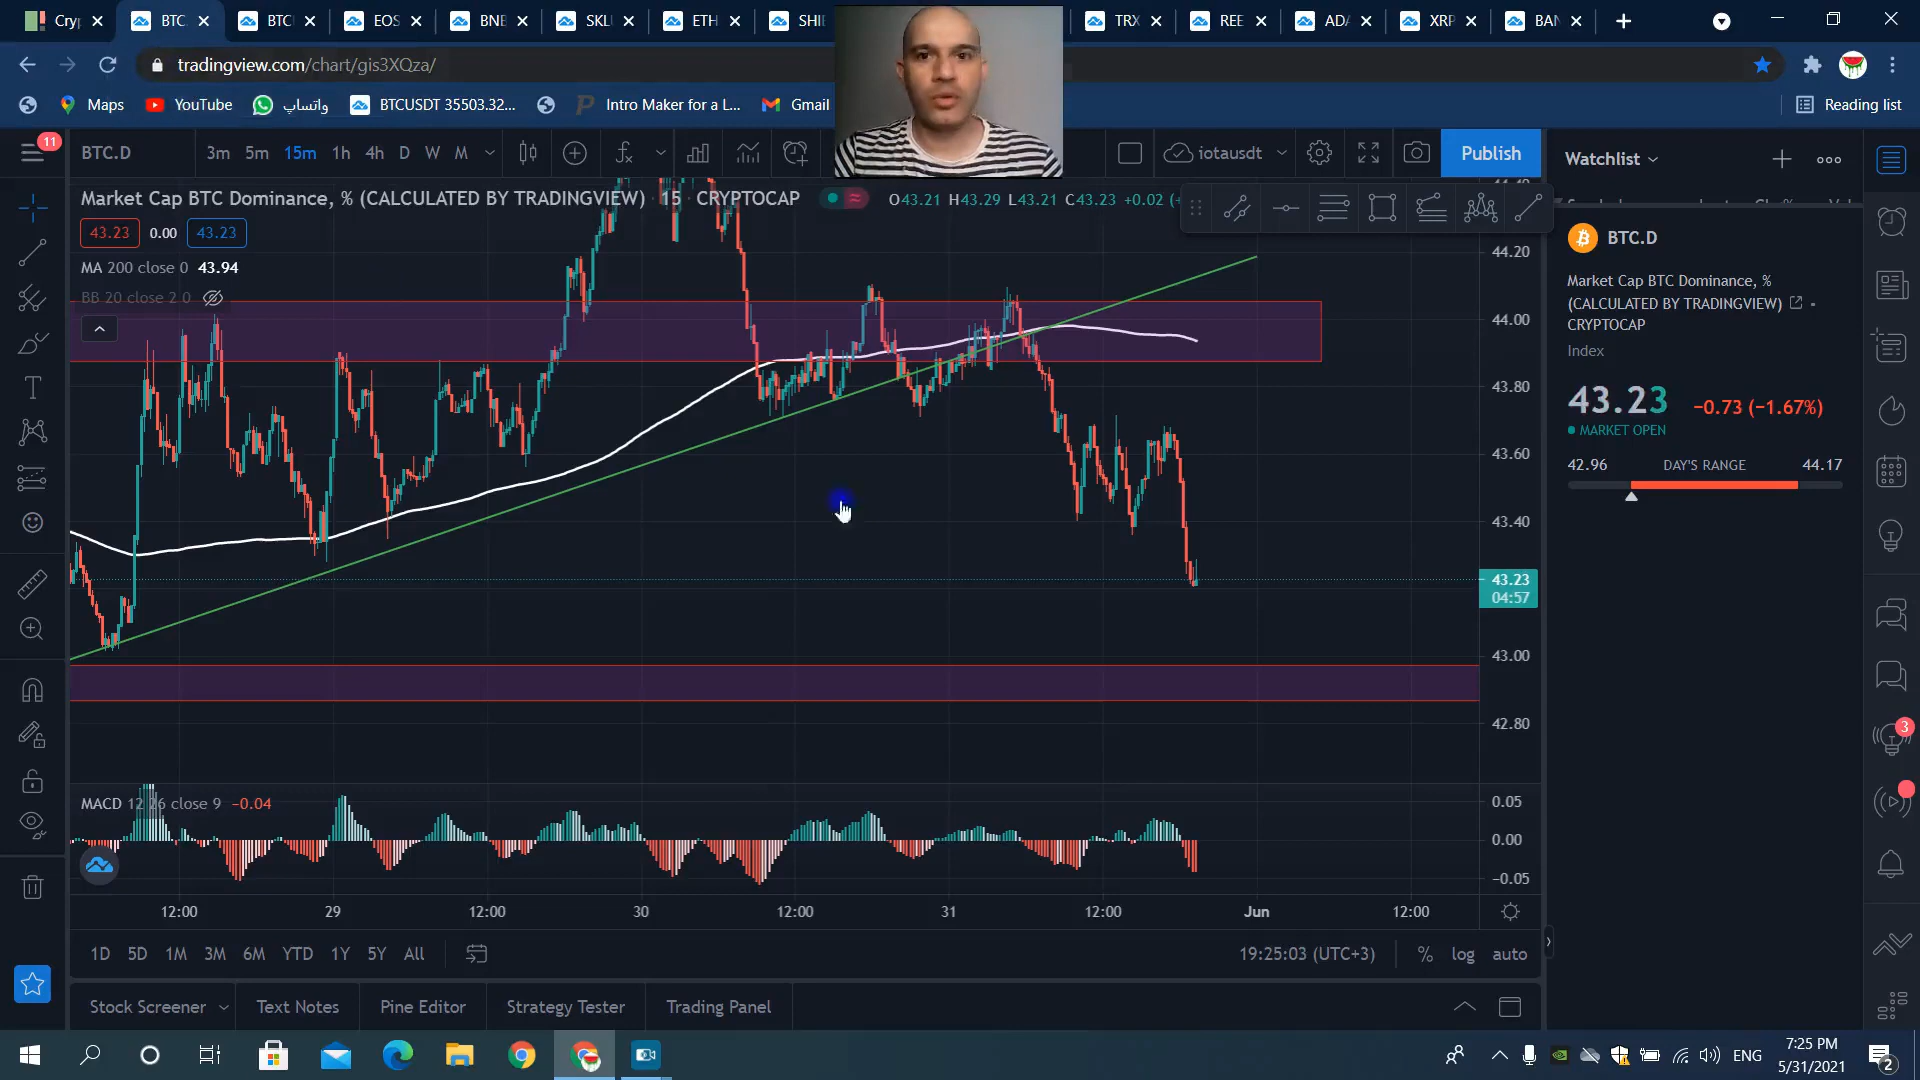 Cryp
BTC
BTC
EOS
BNB
SKL
ETH
SHI
TRX
REE
ADA
XRP
BAN
tradingview.com/chart/gis3XQza/
Maps
YouTube
واتساپ
BTCUSDT 35503.32...
Intro Maker for a L...
Gmail
Reading list
11
BTC.D
3m 5m 15m 1h 4h D W M
iotausdt
Publish
Watchlist
Market Cap BTC Dominance, % (CALCULATED BY TRADINGVIEW) 15 CRYPTOCAP
O43.21 H43.29 L43.21 C43.23 +0.02
43.23 0.00 43.23
MA 200 close 0 43.94
BB 20 close 2 0
44.20
44.00
43.80
43.60
43.40
43.23
04:57
43.00
42.80
BTC.D
Market Cap BTC Dominance, %
(CALCULATED BY TRADINGVIEW)
CRYPTOCAP
Index
43.23 −0.73 (−1.67%)
MARKET OPEN
42.96 DAY'S RANGE 44.17
3
MACD 12 26 close 9 −0.04
0.05
0.00
−0.05
12:00 29 12:00 30 12:00 31 12:00 Jun 12:00
1D 5D 1M 3M 6M YTD 1Y 5Y All
19:25:03 (UTC+3) % log auto
Stock Screener Text Notes Pine Editor Strategy Tester Trading Panel
ENG
7:25 PM
5/31/2021
2